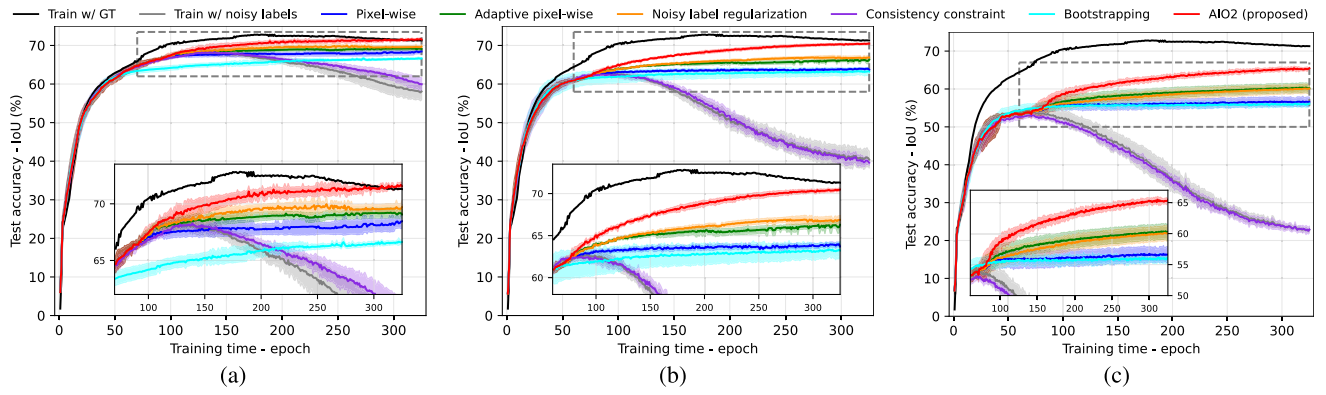 Train w/ GT Train w/ noisy labels Pixel-wise Adaptive pixel-wise Noisy label regularization Consistency constraint Bootstrapping AIO2 (proposed)
Test accuracy - IoU (%)
70
60
50
40
30
20
10
0
70
65
100 150 200 250 300
0 50 100 150 200 250 300
Training time - epoch
(a)
Test accuracy - IoU (%)
70
60
50
40
30
20
10
0
70
65
60
100 150 200 250 300
0 50 100 150 200 250 300
Training time - epoch
(b)
Test accuracy - IoU (%)
70
60
50
40
30
20
10
0
65
60
55
50
100 150 200 250 300
0 50 100 150 200 250 300
Training time - epoch
(c)